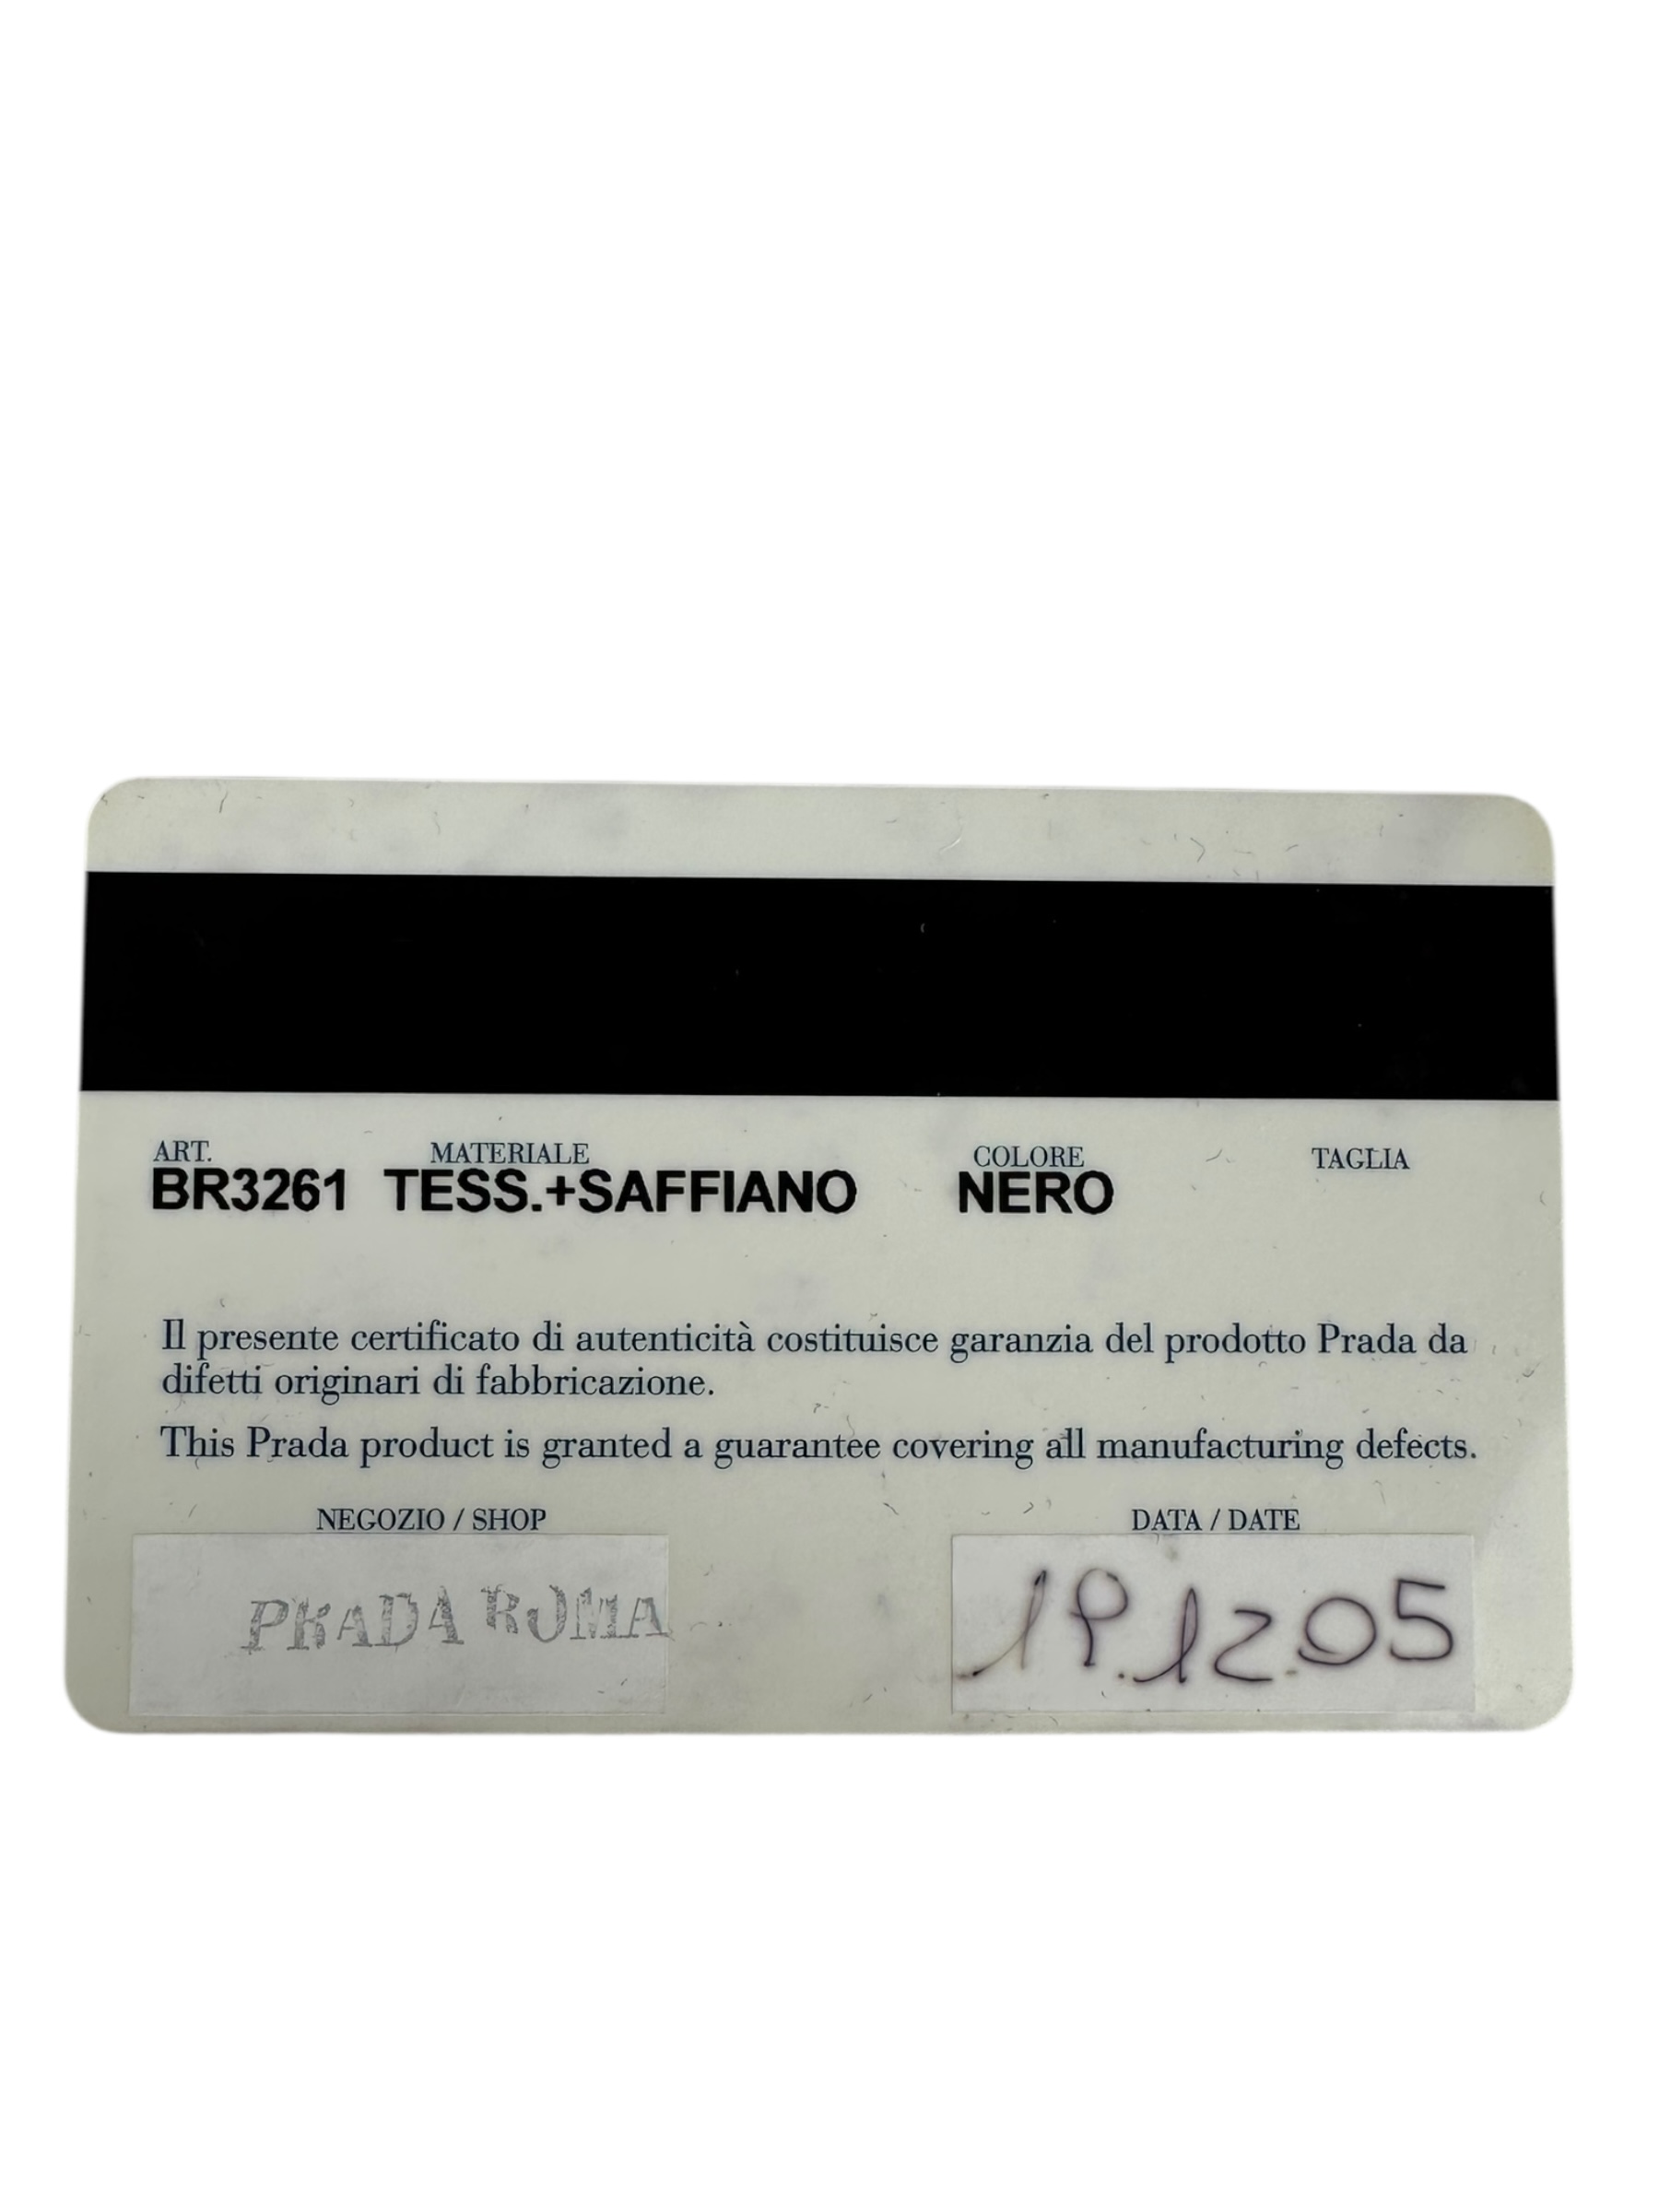 ART. MATERIALE COLORE TAGLIA
BR3261 TESS.+SAFFIANO NERO
Il presente certificato di autenticità costituisce garanzia del prodotto Prada da
difetti originari di fabbricazione.
This Prada product is granted a guarantee covering all manufacturing defects.
NEGOZIO / SHOP DATA / DATE
PRADA ROMA 19.12.05